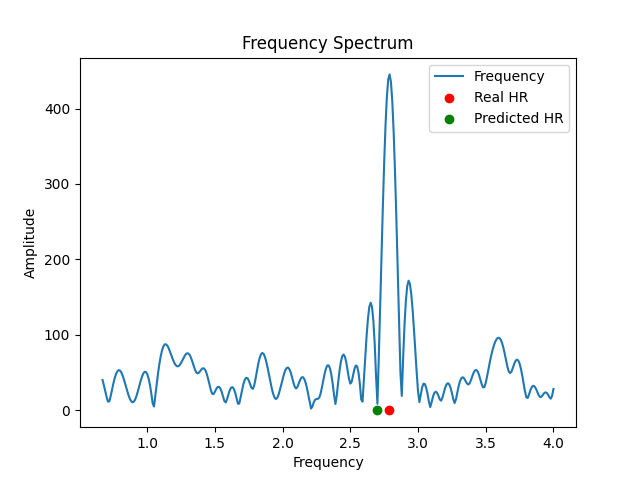 Frequency Spectrum
Frequency
Real HR
Predicted HR
400
300
200
100
0
Amplitude
1.0 1.5 2.0 2.5 3.0 3.5 4.0
Frequency